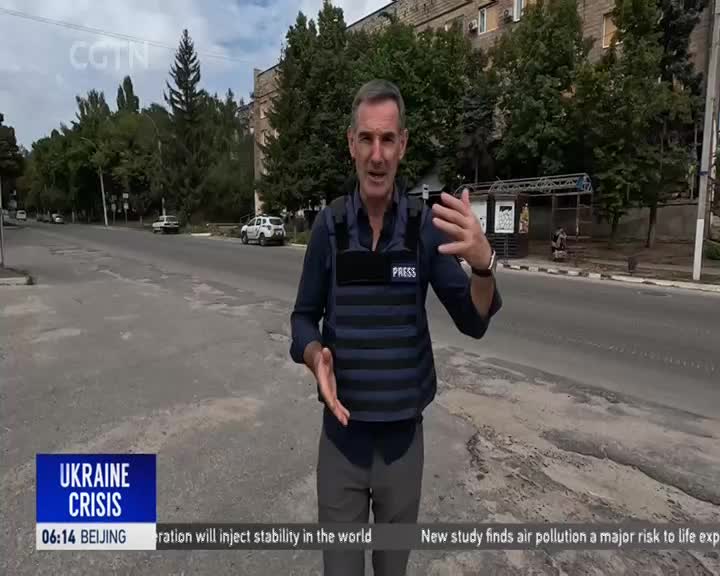 CGTN
PRESS
UKRAINE
CRISIS
06:14 BEIJING
eration will inject stability in the world New study finds air pollution a major risk to life exp